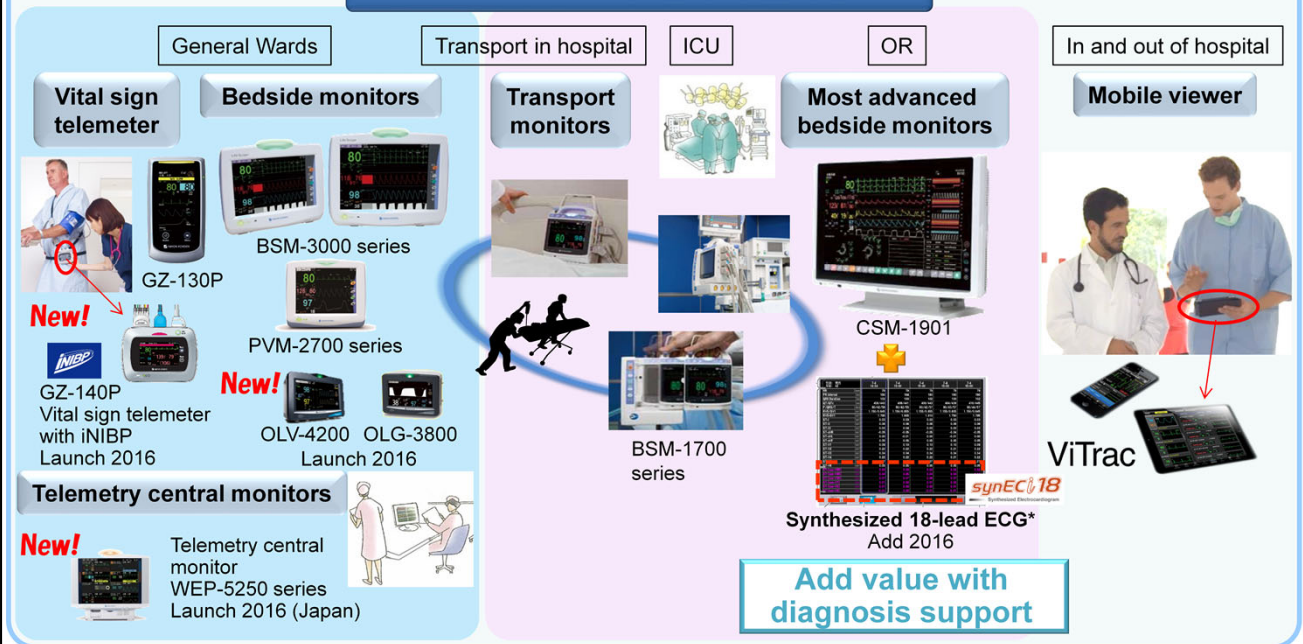 General Wards
Transport in hospital
ICU
OR
In and out of hospital
Vital sign
telemeter
Bedside monitors
Transport
monitors
Most advanced
bedside monitors
Mobile viewer
GZ-130P
BSM-3000 series
PVM-2700 series
New!
iNIBP
GZ-140P
Vital sign telemeter
with iNIBP
Launch 2016
New!
OLV-4200
OLG-3800
Launch 2016
BSM-1700
series
CSM-1901
synECi18
Synthesized Electrocardiogram
Synthesized 18-lead ECG*
Add 2016
ViTrac
Telemetry central monitors
New!
Telemetry central
monitor
WEP-5250 series
Launch 2016 (Japan)
Add value with
diagnosis support